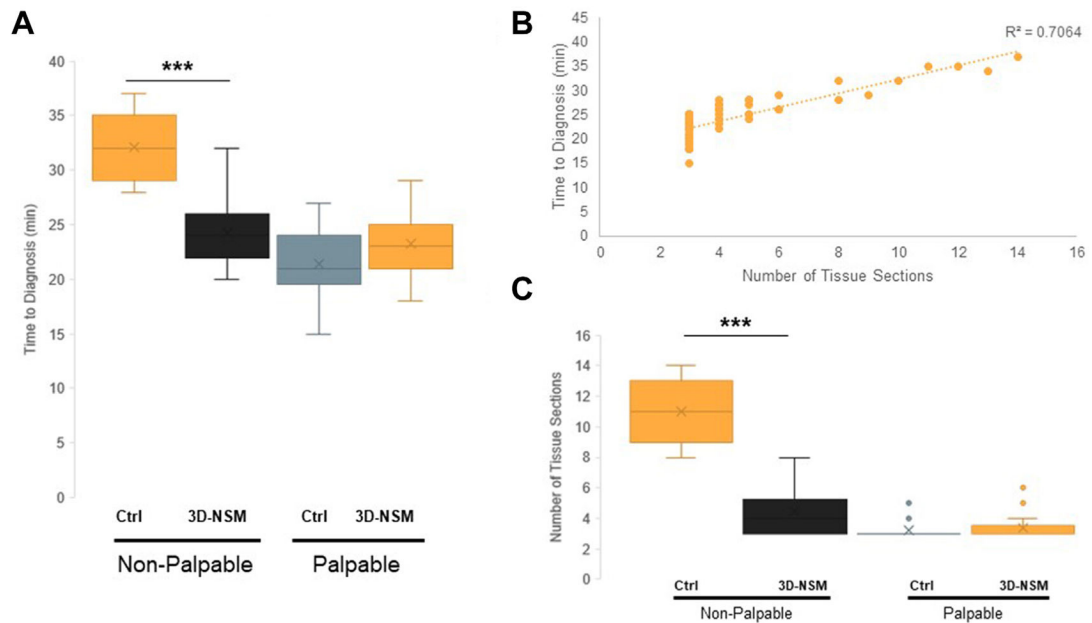 A
Time to Diagnosis (min)
40
35
30
25
20
15
10
5
0
***
Ctrl 3D-NSM Ctrl 3D-NSM
Non-Palpable Palpable
B
Time to Diagnosis (min)
45
40
35
30
25
20
15
10
5
0
R² = 0.7064
0 2 4 6 8 10 12 14 16
Number of Tissue Sections
C
Number of Tissue Sections
16
14
12
10
8
6
4
2
0
***
Ctrl 3D-NSM Ctrl 3D-NSM
Non-Palpable Palpable